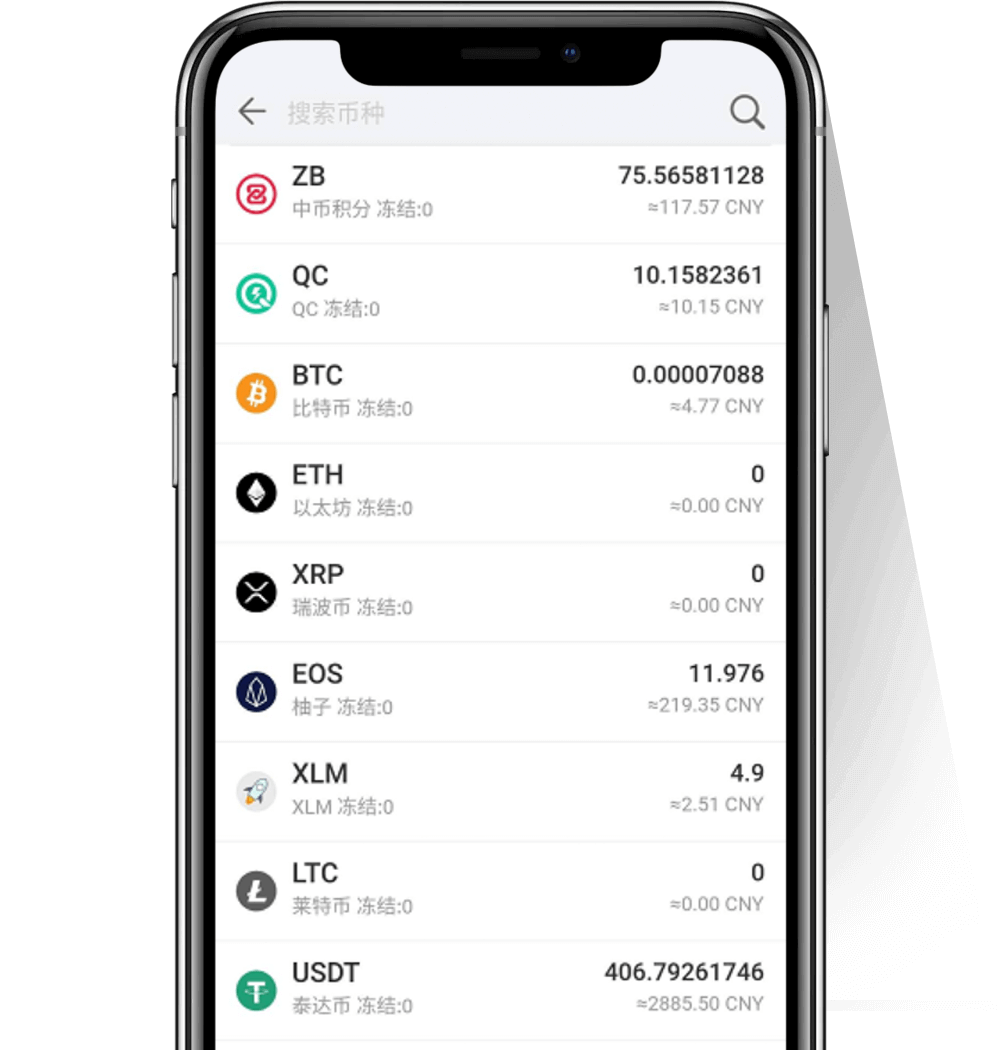 搜索币种
ZB 75.56581128
中币积分 冻结:0 ≈117.57 CNY
QC 10.1582361
QC 冻结:0 ≈10.15 CNY
BTC 0.00007088
比特币 冻结:0 ≈4.77 CNY
ETH 0
以太坊 冻结:0 ≈0.00 CNY
XRP 0
瑞波币 冻结:0 ≈0.00 CNY
EOS 11.976
柚子 冻结:0 ≈219.35 CNY
XLM 4.9
XLM 冻结:0 ≈2.51 CNY
LTC 0
莱特币 冻结:0 ≈0.00 CNY
USDT 406.79261746
泰达币 冻结:0 ≈2885.50 CNY